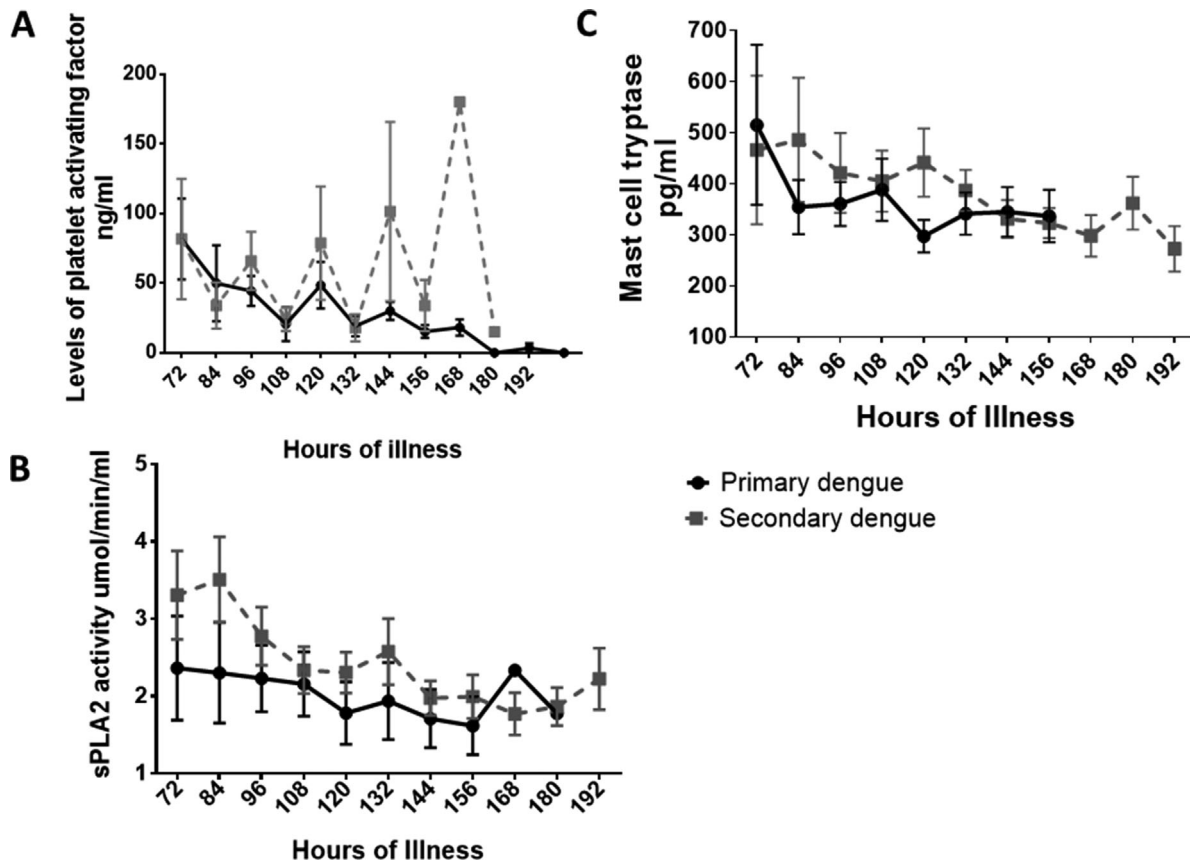 A
Levels of platelet activating factor
ng/ml
200
150
100
50
0
72 84 96 108 120 132 144 156 168 180 192
Hours of illness
C
Mast cell tryptase
pg/ml
700
600
500
400
300
200
100
72 84 96 108 120 132 144 156 168 180 192
Hours of Illness
B
sPLA2 activity umol/min/ml
5
4
3
2
1
72 84 96 108 120 132 144 156 168 180 192
Hours of Illness
Primary dengue
Secondary dengue